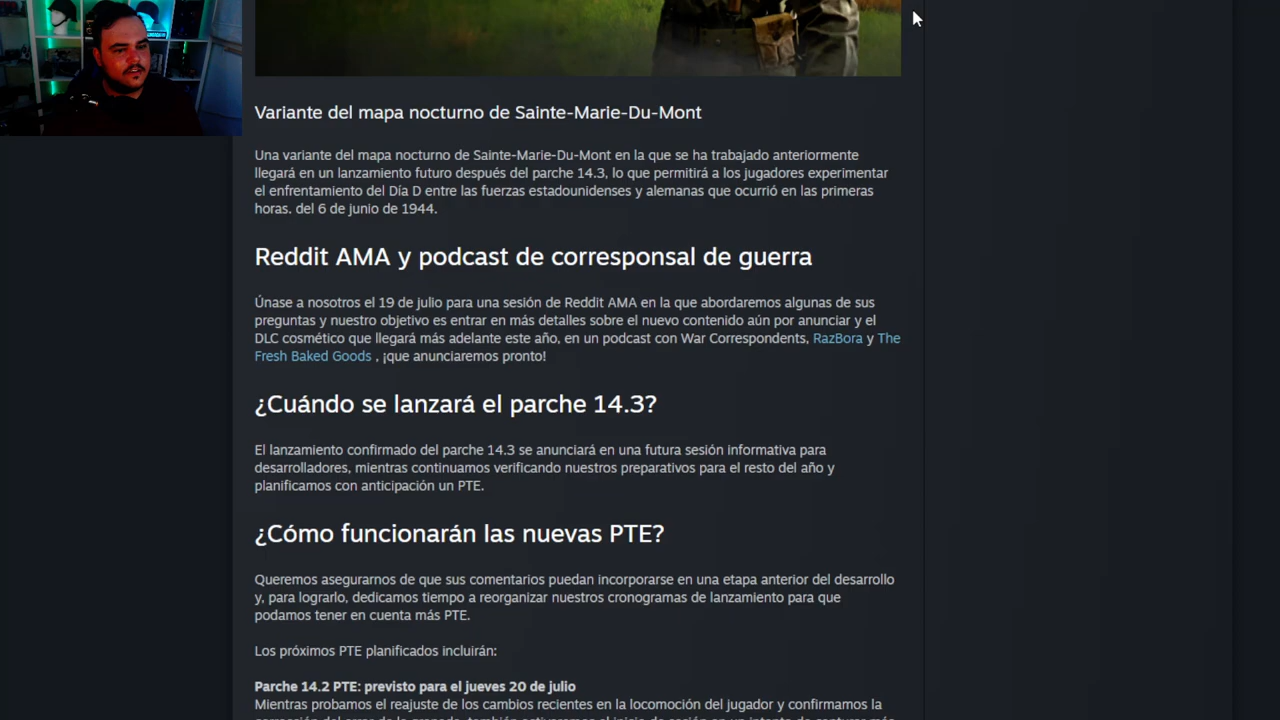 Variante del mapa nocturno de Sainte-Marie-Du-Mont
Una variante del mapa nocturno de Sainte-Marie-Du-Mont en la que se ha trabajado anteriormente
llegará en un lanzamiento futuro después del parche 14.3, lo que permitirá a los jugadores experimentar
el enfrentamiento del Día D entre las fuerzas estadounidenses y alemanas que ocurrió en las primeras
horas. del 6 de junio de 1944.
Reddit AMA y podcast de corresponsal de guerra
Únase a nosotros el 19 de julio para una sesión de Reddit AMA en la que abordaremos algunas de sus
preguntas y nuestro objetivo es entrar en más detalles sobre el nuevo contenido aún por anunciar y el
DLC cosmético que llegará más adelante este año, en un podcast con War Correspondents, RazBora y The
Fresh Baked Goods , ¡que anunciaremos pronto!
¿Cuándo se lanzará el parche 14.3?
El lanzamiento confirmado del parche 14.3 se anunciará en una futura sesión informativa para
desarrolladores, mientras continuamos verificando nuestros preparativos para el resto del año y
planificamos con anticipación un PTE.
¿Cómo funcionarán las nuevas PTE?
Queremos asegurarnos de que sus comentarios puedan incorporarse en una etapa anterior del desarrollo
y, para lograrlo, dedicamos tiempo a reorganizar nuestros cronogramas de lanzamiento para que
podamos tener en cuenta más PTE.
Los próximos PTE planificados incluirán:
Parche 14.2 PTE: previsto para el jueves 20 de julio
Mientras probamos el reajuste de los cambios recientes en la locomoción del jugador y confirmamos la